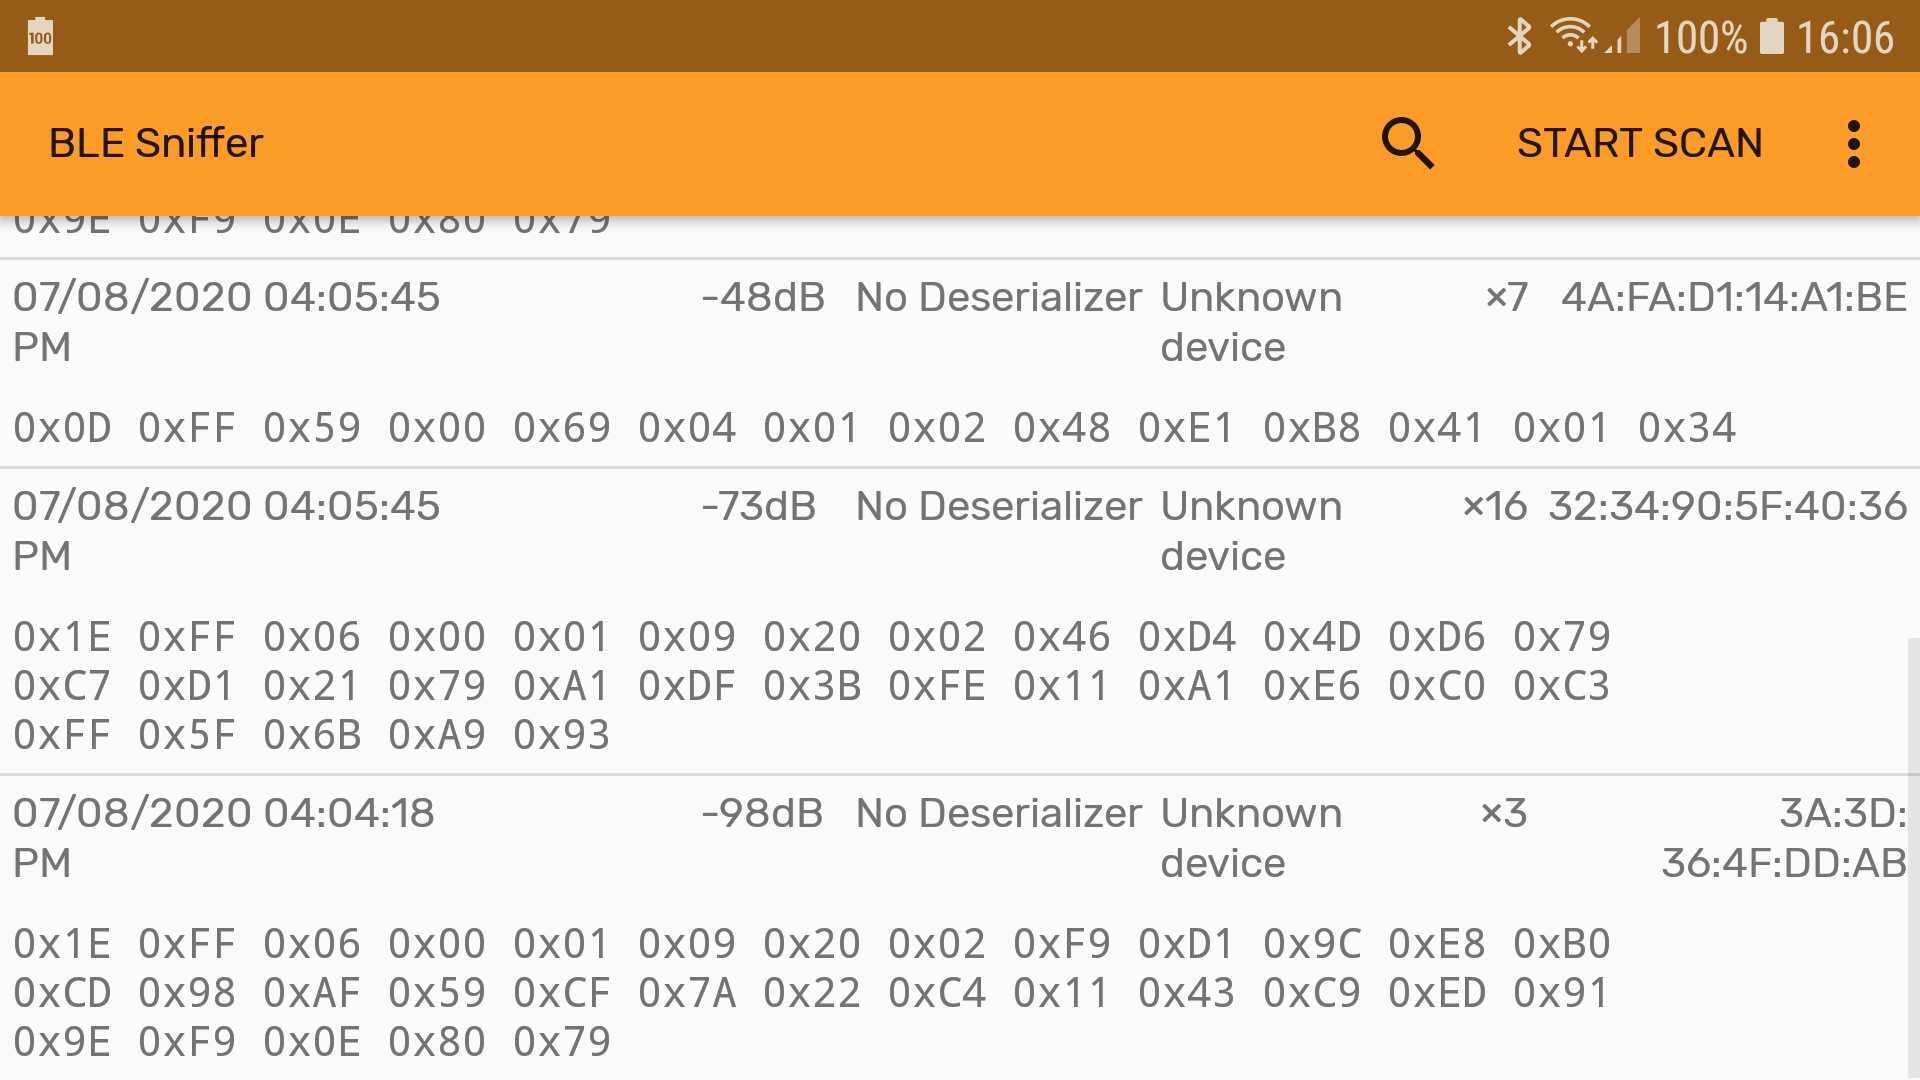 100 100% 16:06
BLE Sniffer START SCAN
0x9E 0xF9 0x0E 0x80 0x79
07/08/2020 04:05:45 -48dB No Deserializer Unknown ×7 4A:FA:D1:14:A1:BE
PM device
0x0D 0xFF 0x59 0x00 0x69 0x04 0x01 0x02 0x48 0xE1 0xB8 0x41 0x01 0x34
07/08/2020 04:05:45 -73dB No Deserializer Unknown ×16 32:34:90:5F:40:36
PM device
0x1E 0xFF 0x06 0x00 0x01 0x09 0x20 0x02 0x46 0xD4 0x4D 0xD6 0x79
0xC7 0xD1 0x21 0x79 0xA1 0xDF 0x3B 0xFE 0x11 0xA1 0xE6 0xC0 0xC3
0xFF 0x5F 0x6B 0xA9 0x93
07/08/2020 04:04:18 -98dB No Deserializer Unknown ×3 3A:3D:
PM device 36:4F:DD:AB
0x1E 0xFF 0x06 0x00 0x01 0x09 0x20 0x02 0xF9 0xD1 0x9C 0xE8 0xB0
0xCD 0x98 0xAF 0x59 0xCF 0x7A 0x22 0xC4 0x11 0x43 0xC9 0xED 0x91
0x9E 0xF9 0x0E 0x80 0x79